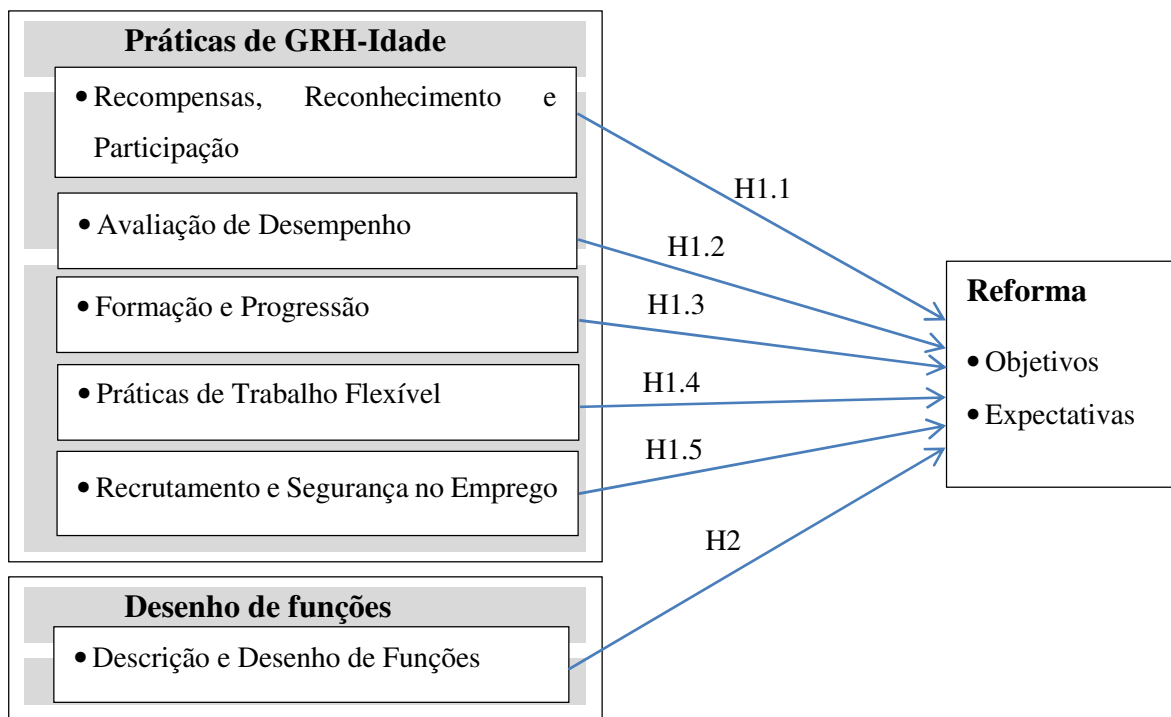 Práticas de GRH-Idade
• Recompensas, Reconhecimento e
Participação
• Avaliação de Desempenho
• Formação e Progressão
• Práticas de Trabalho Flexível
• Recrutamento e Segurança no Emprego
H1.1
H1.2
H1.3
H1.4
H1.5
H2
Reforma
• Objetivos
• Expectativas
Desenho de funções
• Descrição e Desenho de Funções